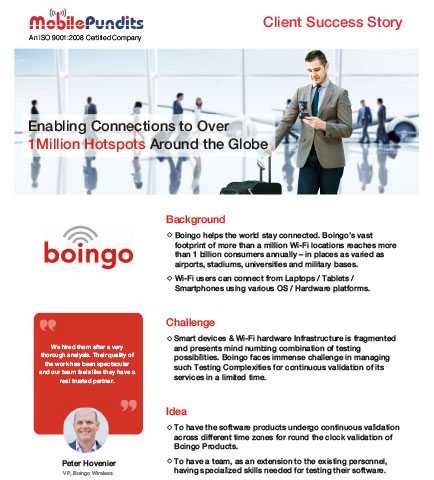 MobilePundits
An ISO 9001:2008 Certified Company
Client Success Story
Enabling Connections to Over
1Million Hotspots Around the Globe
boingo
Background
Boingo helps the world stay connected. Boingo's vast
footprint of more than a million Wi-Fi locations reaches more
than 1 billion consumers annually – in places as varied as
airports, stadiums, universities and military bases.
Wi-Fi users can connect from Laptops / Tablets /
Smartphones using various OS / Hardware platforms.
Challenge
Smart devices & Wi-Fi hardware Infrastructure is fragmented
and presents mind numbing combination of testing
possibilities. Boingo faces immense challenge in managing
such Testing Complexities for continuous validation of its
services in a limited time.
Idea
To have the software products undergo continuous validation
across different time zones for round the clock validation of
Boingo Products.
To have a team, as an extension to the existing personnel,
having specialized skills needed for testing their software.
We hired them after a very
thorough analysis. Their quality of
the work has been spectacular
and our team feels like they have a
real trusted partner.
Peter Hovenier
VP, Boingo Wireless